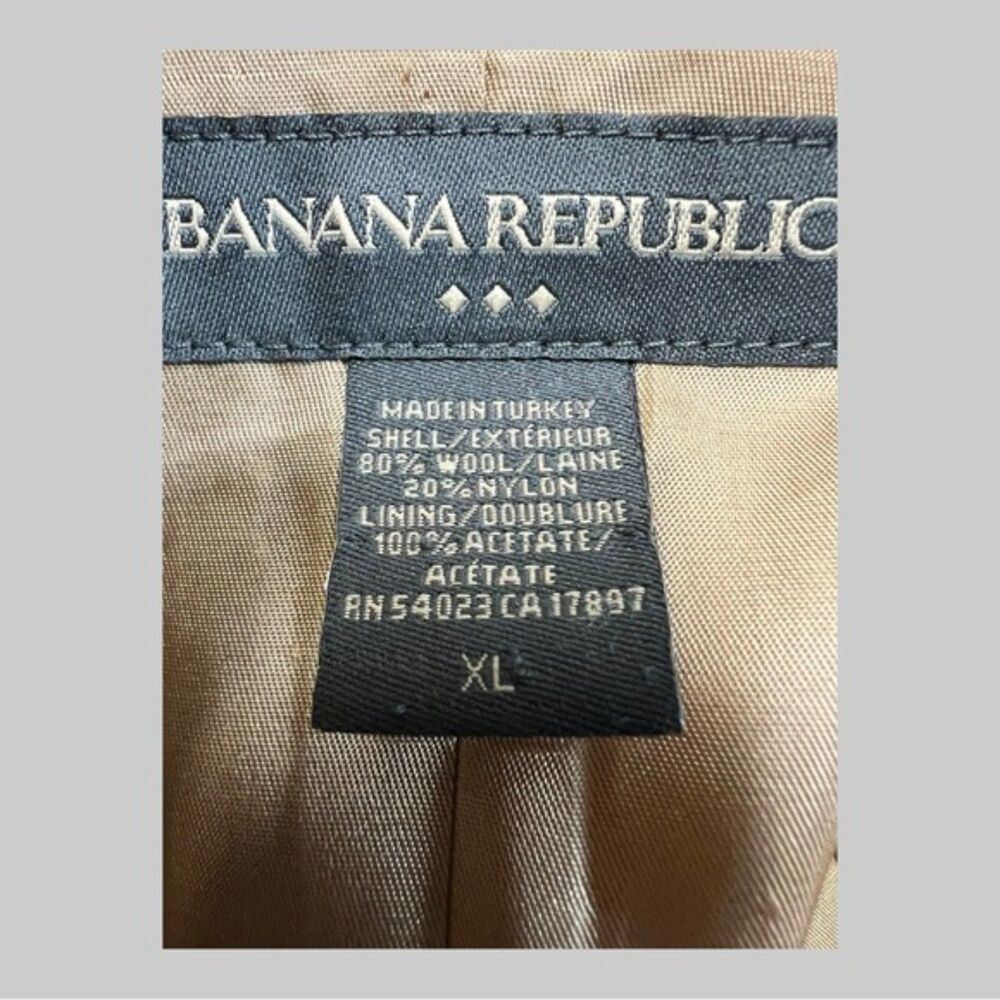 BANANA REPUBLIC
MADE IN TURKEY
SHELL/EXTÉRIEUR
80% WOOL/LAINE
20% NYLON
LINING/DOUBLURE
100% ACETATE/
ACÉTATE
RN 54023 CA 17897
XL